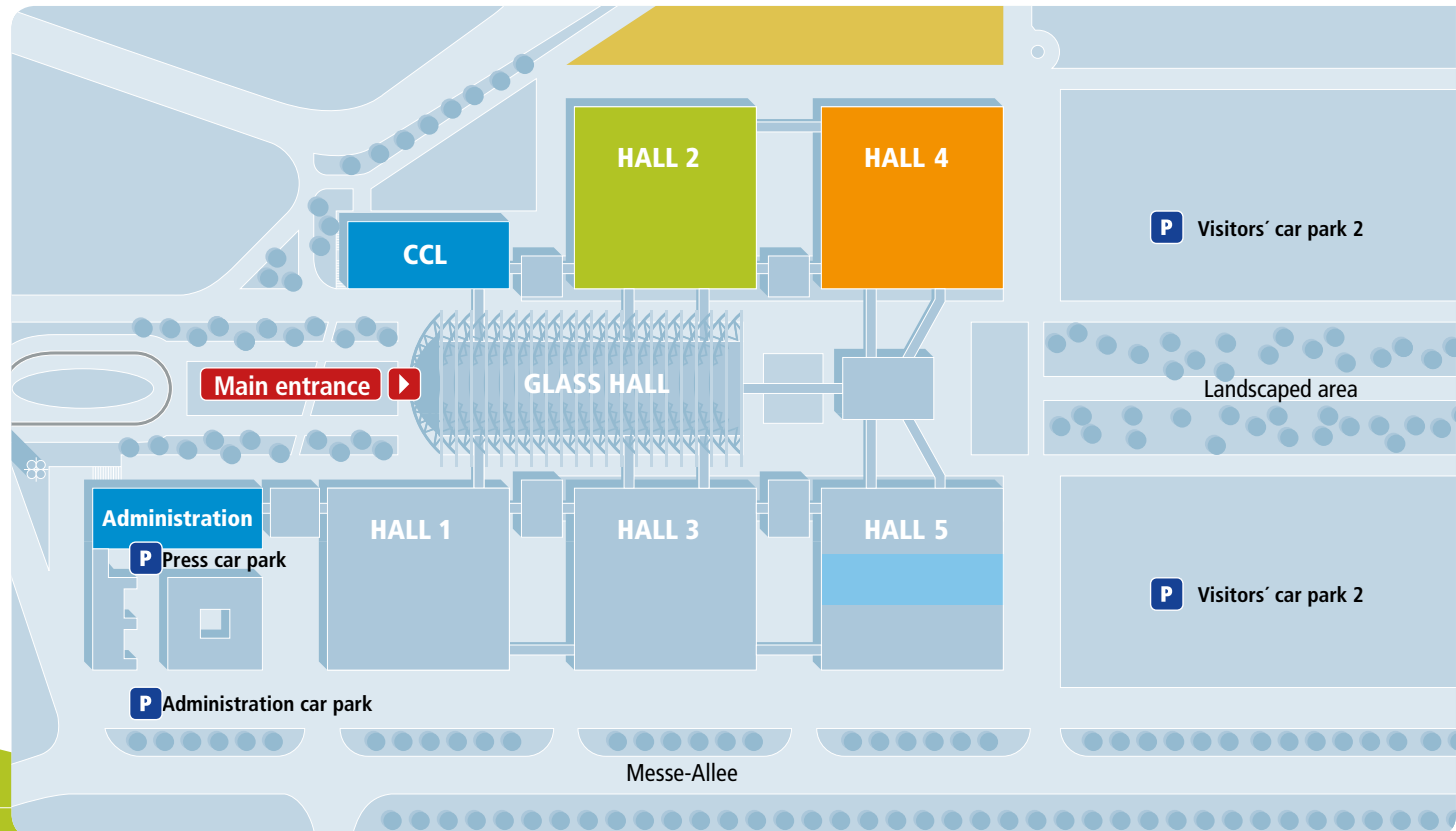 HALL 2
HALL 4
P Visitors´ car park 2
CCL
Main entrance
GLASS HALL
Landscaped area
Administration
HALL 1
HALL 3
HALL 5
P Press car park
P Visitors´ car park 2
P Administration car park
Messe-Allee